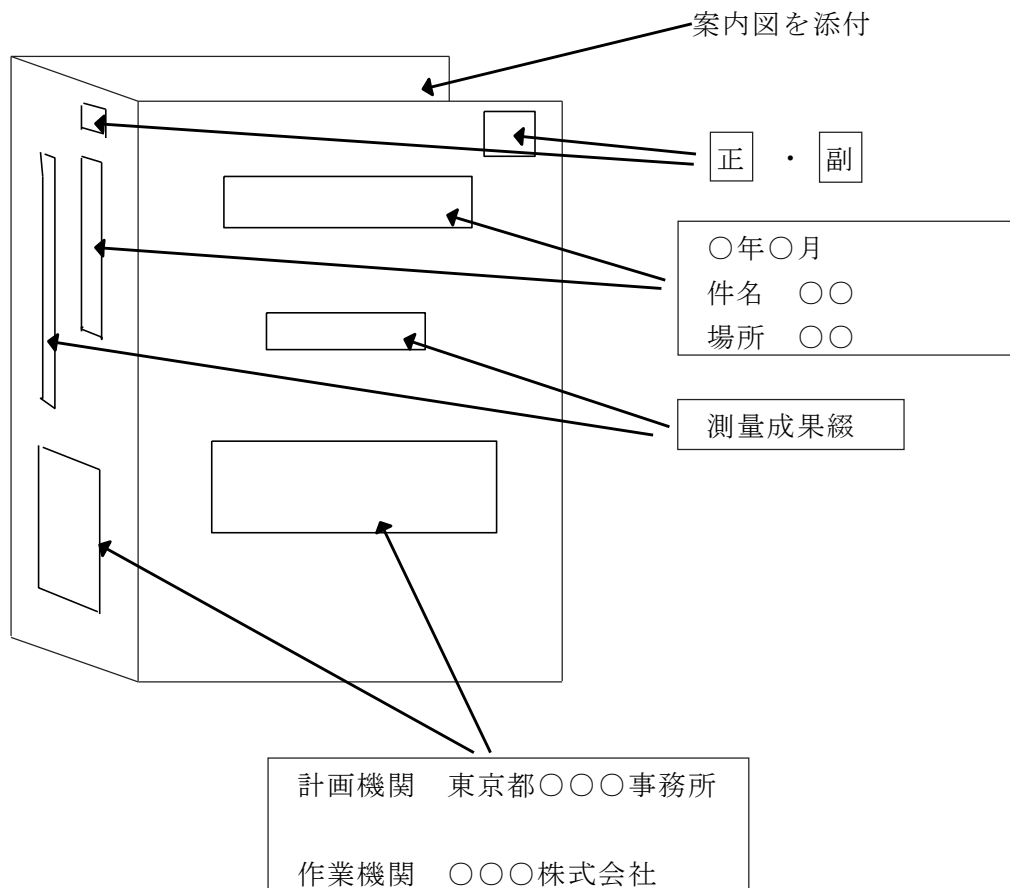 案内図を添付
正 ・ 副
○年○月
件名 ○○
場所 ○○
測量成果綴
計画機関 東京都○○○事務所
作業機関 ○○○株式会社